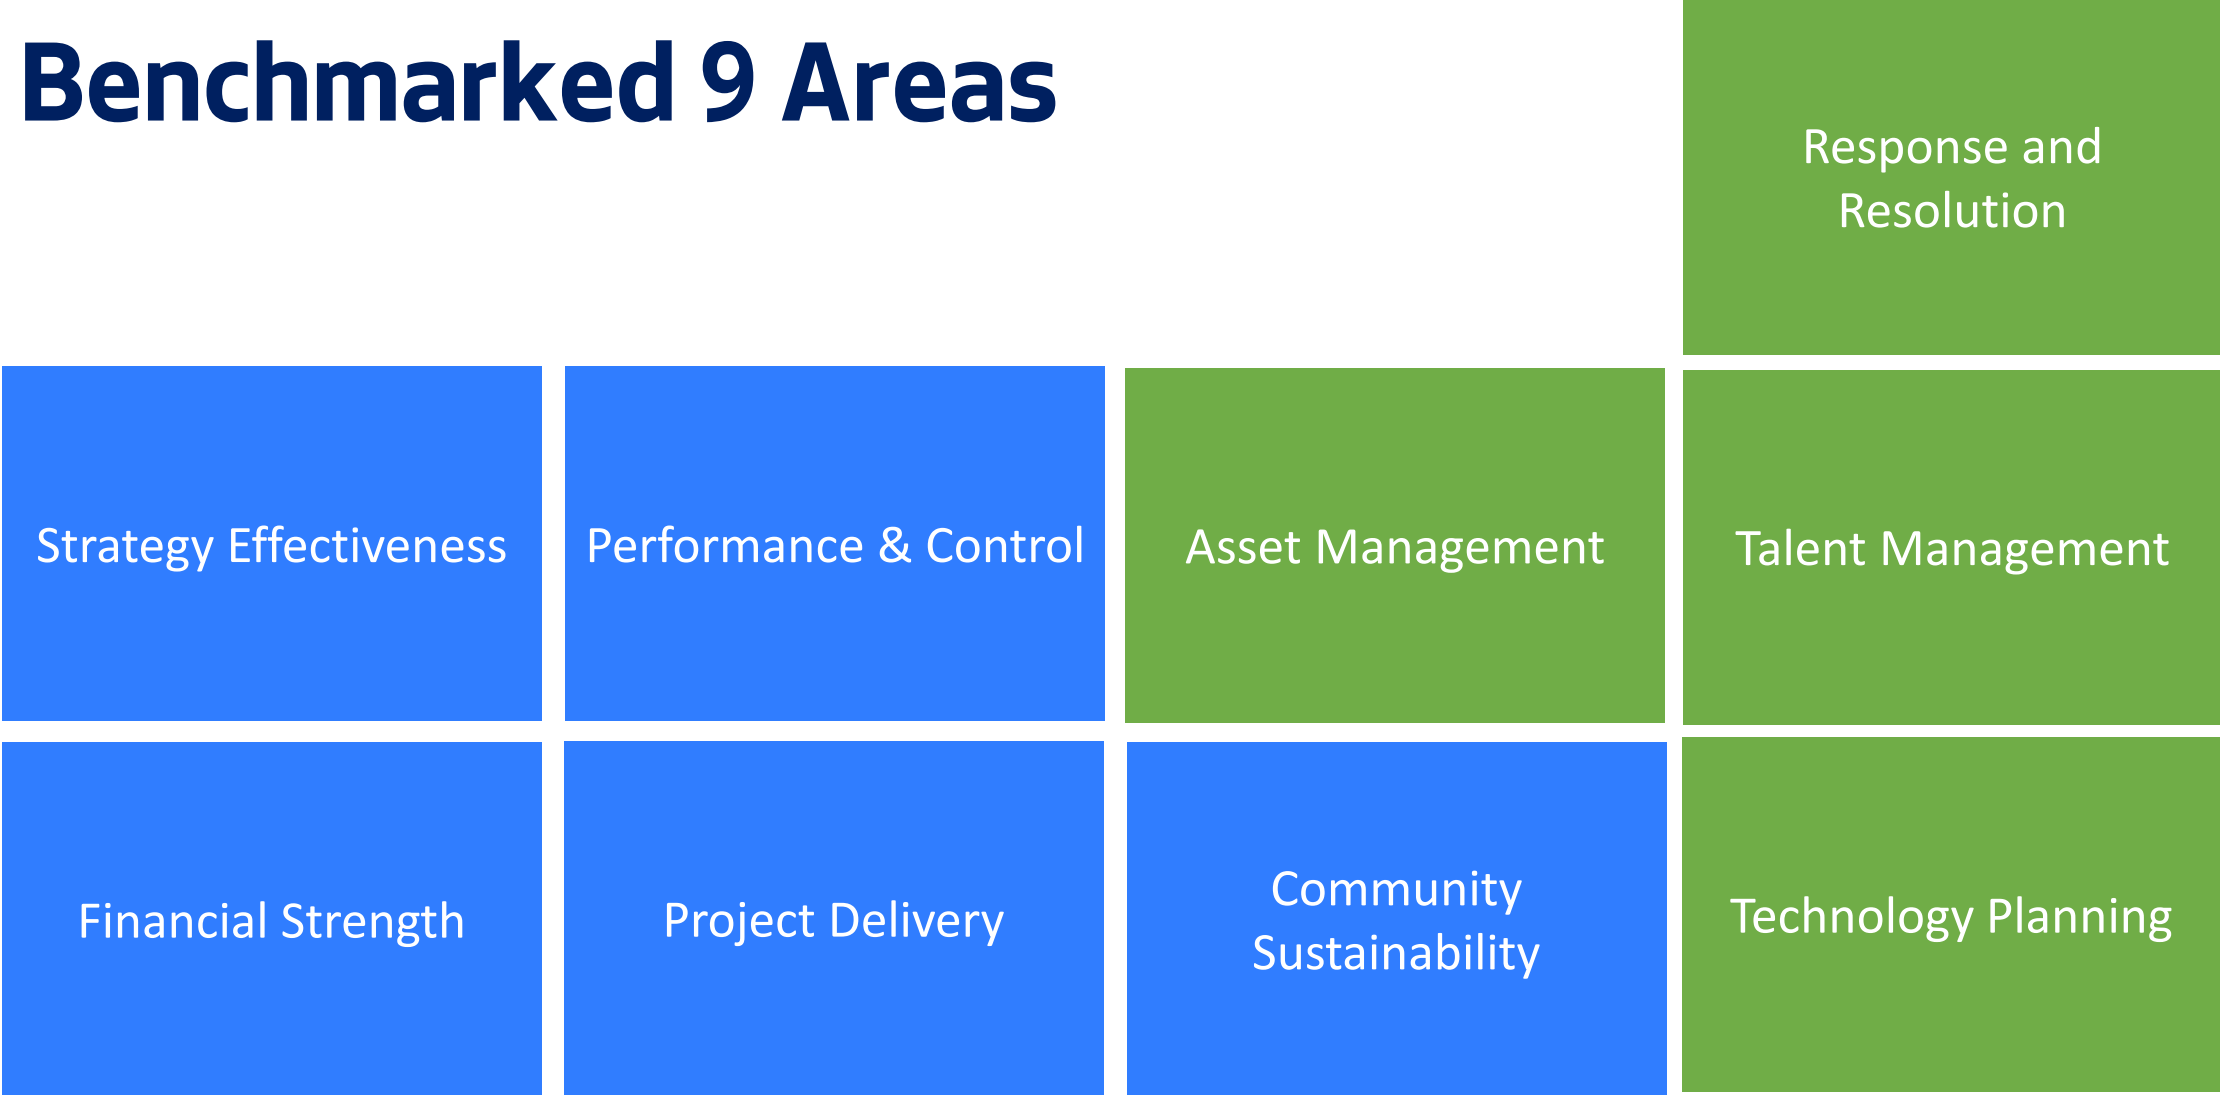 Benchmarked 9 Areas
Response and
Resolution
Strategy Effectiveness
Performance & Control
Asset Management
Talent Management
Financial Strength
Project Delivery
Community
Sustainability
Technology Planning